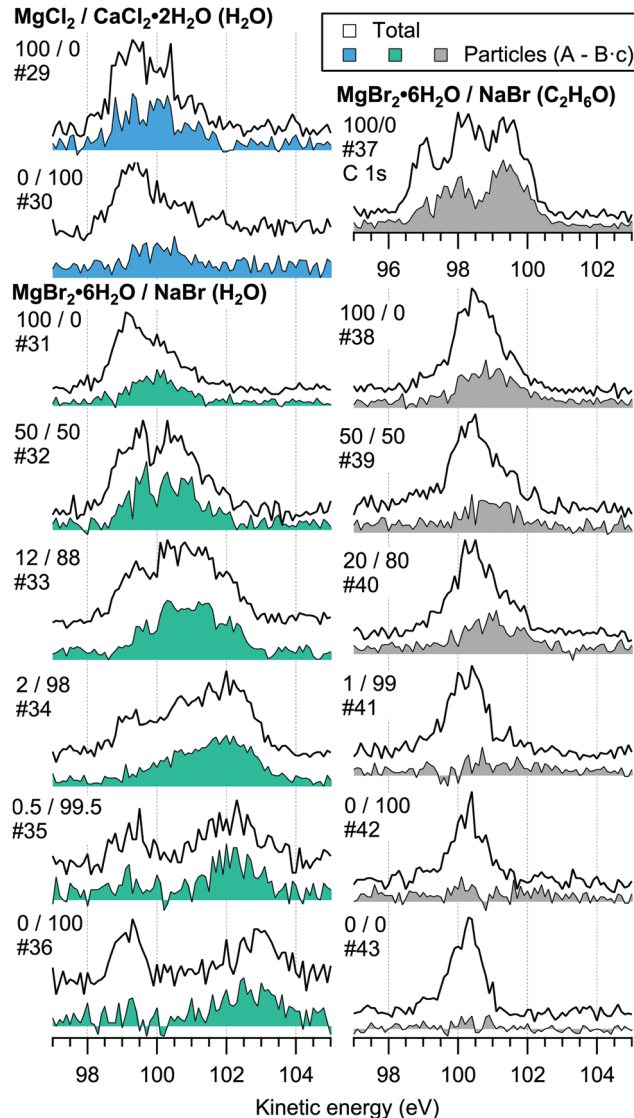 MgCl₂ / CaCl₂•2H₂O (H₂O)
100 / 0
#29
0 / 100
#30
MgBr₂•6H₂O / NaBr (H₂O)
100 / 0
#31
50 / 50
#32
12 / 88
#33
2 / 98
#34
0.5 / 99.5
#35
0 / 100
#36
98 100 102 104
Total
Particles (A - B·c)
MgBr₂•6H₂O / NaBr (C₂H₆O)
100/0
#37
C 1s
96 98 100 102
100 / 0
#38
50 / 50
#39
20 / 80
#40
1 / 99
#41
0 / 100
#42
0 / 0
#43
98 100 102 104
Kinetic energy (eV)